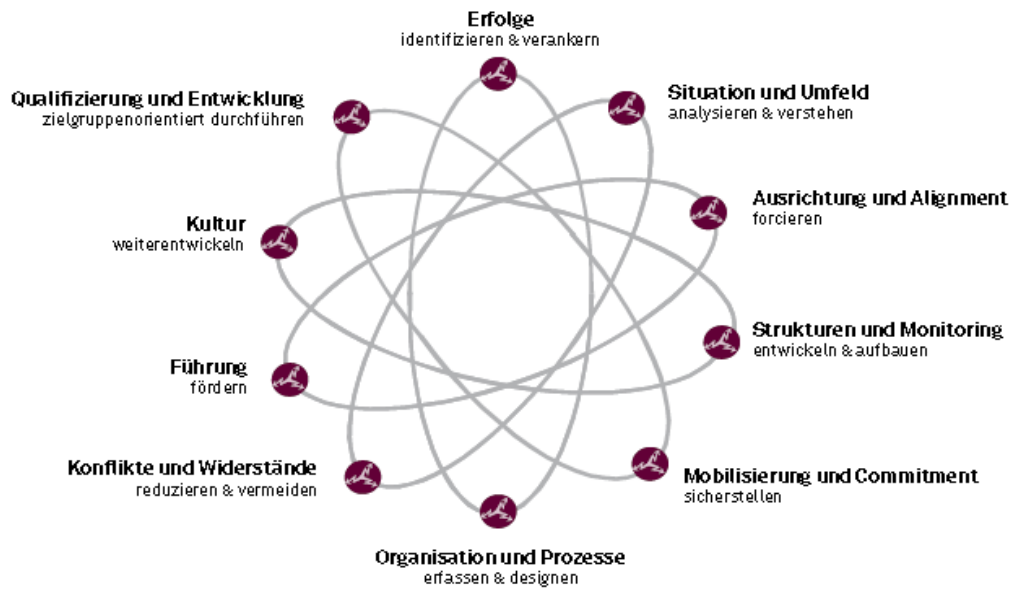 Erfolge
identifizieren & verankern
Situation und Umfeld
analysieren & verstehen
Ausrichtung und Alignment
forcieren
Strukturen und Monitoring
entwickeln & aufbauen
Mobilisierung und Commitment
sicherstellen
Organisation und Prozesse
erfassen & designen
Konflikte und Widerstände
reduzieren & vermeiden
Führung
fördern
Kultur
weiterentwickeln
Qualifizierung und Entwicklung
zielgruppenorientiert durchführen